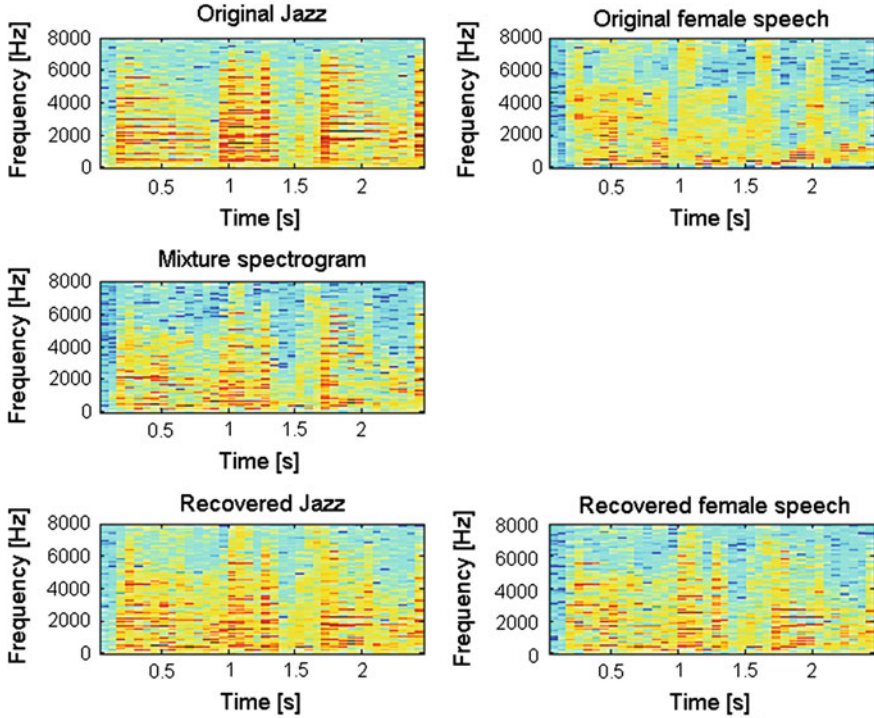 Original Jazz
Frequency [Hz]
8000
6000
4000
2000
0
0.5 1 1.5 2
Time [s]
Original female speech
Frequency [Hz]
8000
6000
4000
2000
0
0.5 1 1.5 2
Time [s]
Mixture spectrogram
Frequency [Hz]
8000
6000
4000
2000
0
0.5 1 1.5 2
Time [s]
Recovered Jazz
Frequency [Hz]
8000
6000
4000
2000
0
0.5 1 1.5 2
Time [s]
Recovered female speech
Frequency [Hz]
8000
6000
4000
2000
0
0.5 1 1.5 2
Time [s]